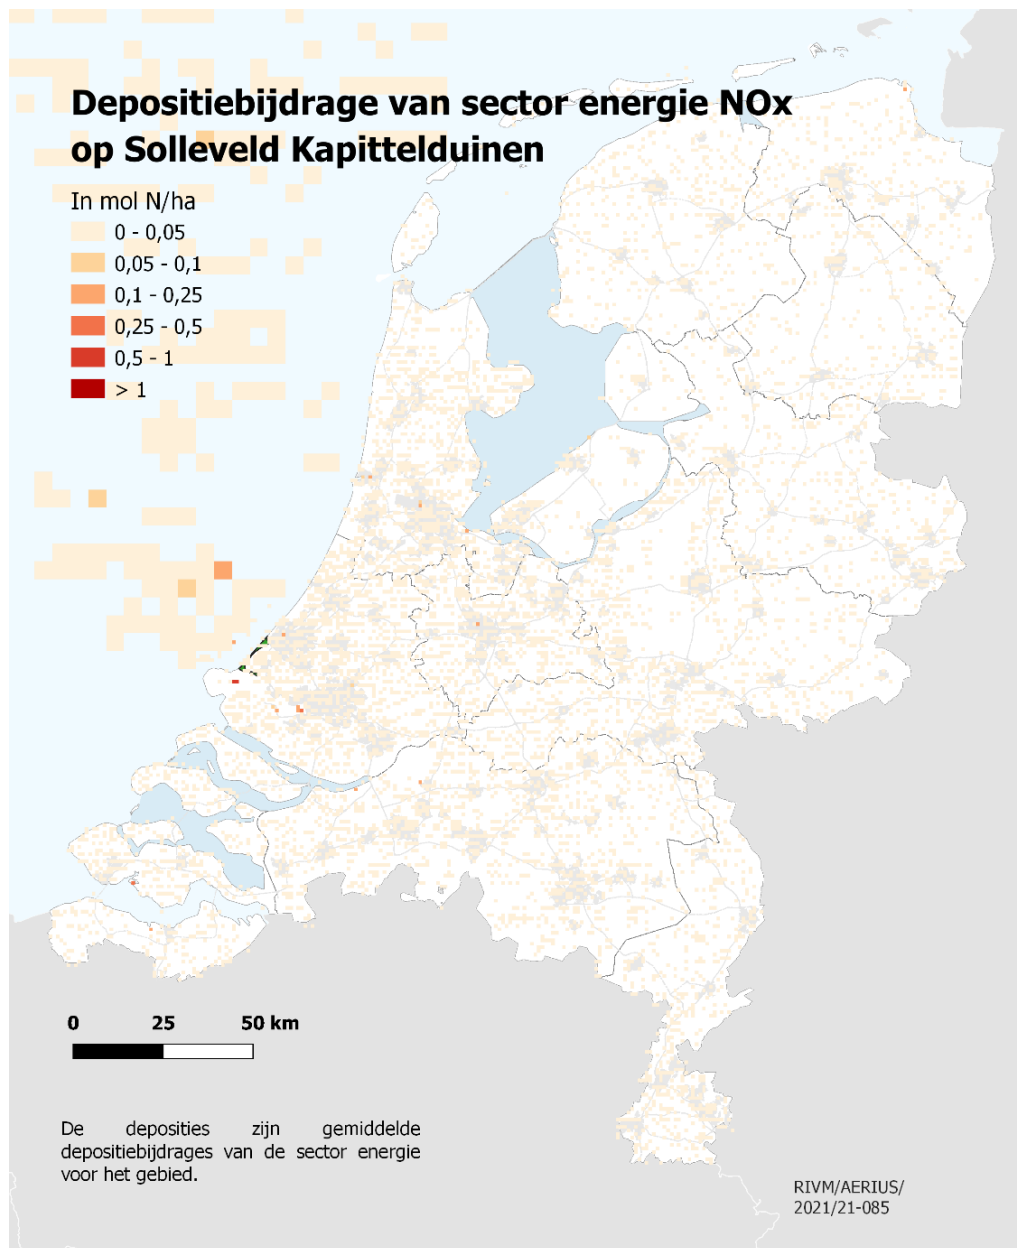 Depositiebijdrage van sector energie NOx
op Solleveld Kapittelduinen
In mol N/ha
0 - 0,05
0,05 - 0,1
0,1 - 0,25
0,25 - 0,5
0,5 - 1
> 1
0 25 50 km
De deposities zijn gemiddelde
depositiebijdrages van de sector energie
voor het gebied.
RIVM/AERIUS/
2021/21-085